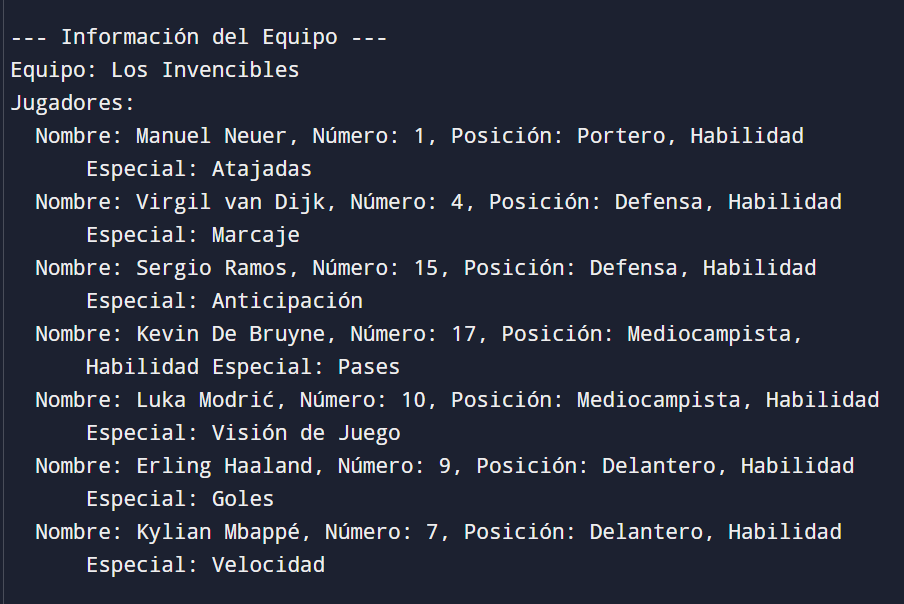 --- Información del Equipo ---
Equipo: Los Invencibles
Jugadores:
Nombre: Manuel Neuer, Número: 1, Posición: Portero, Habilidad
Especial: Atajadas
Nombre: Virgil van Dijk, Número: 4, Posición: Defensa, Habilidad
Especial: Marcaje
Nombre: Sergio Ramos, Número: 15, Posición: Defensa, Habilidad
Especial: Anticipación
Nombre: Kevin De Bruyne, Número: 17, Posición: Mediocampista,
Habilidad Especial: Pases
Nombre: Luka Modrić, Número: 10, Posición: Mediocampista, Habilidad
Especial: Visión de Juego
Nombre: Erling Haaland, Número: 9, Posición: Delantero, Habilidad
Especial: Goles
Nombre: Kylian Mbappé, Número: 7, Posición: Delantero, Habilidad
Especial: Velocidad